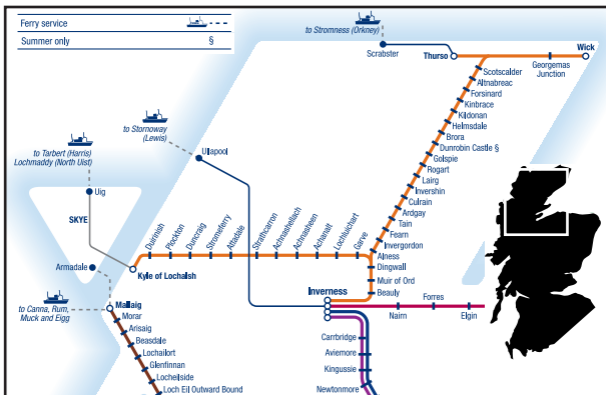 Ferry service
Summer only §
to Stromness (Orkney)
Scrabster
Thurso
Wick
Georgemas
Junction
Scotscalder
Altnabreac
Forsinard
Kinbrace
Kildonan
Helmsdale
Brora
Dunrobin Castle §
Golspie
Rogart
Lairg
Invershin
Culrain
Ardgay
Tain
Fearn
Invergordon
Alness
Dingwall
Muir of Ord
Beauly
to Stornoway
(Lewis)
Ullapool
to Tarbert (Harris)
Lochmaddy (North Uist)
Uig
SKYE
Armadale
Kyle of Lochalsh
Duirinish
Plockton
Duncraig
Stromeferry
Attadale
Strathcarron
Achnashellach
Achnasheen
Achanalt
Lochluichart
Garve
Inverness
Nairn
Forres
Elgin
Carrbridge
Aviemore
Kingussie
Newtonmore
to Canna, Rum,
Muck and Eigg
Mallaig
Morar
Arisaig
Beasdale
Lochailort
Glenfinnan
Locheilside
Loch Eil Outward Bound